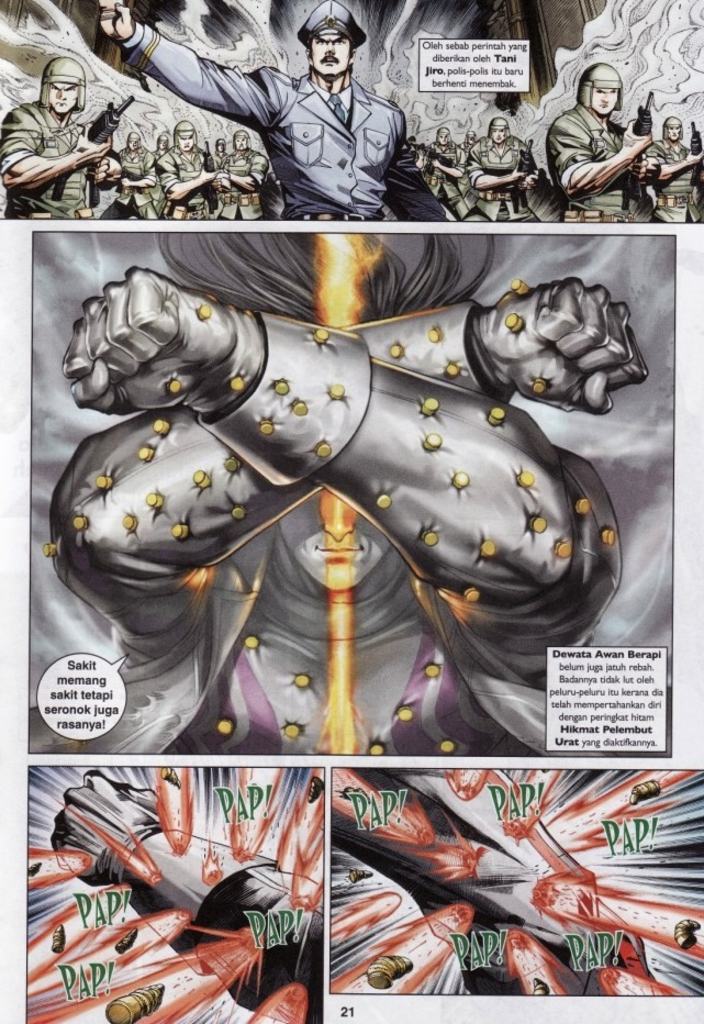 Oleh sebab perintah yang
diberikan oleh Tani
Jiro, polis-polis itu baru
berhenti menembak.
Sakit
memang
sakit tetapi
seronok juga
rasanya!
Dewata Awan Berapi
belum juga jatuh rebah.
Badannya tidak lut oleh
peluru-peluru itu kerana dia
telah mempertahankan diri
dengan peringkat hitam
Hikmat Pelembut
Urat yang diaktifkannya.
PAP!
PAP!
PAP!
PAP!
PAP!
PAP!
PAP!
PAP!
PAP!
21